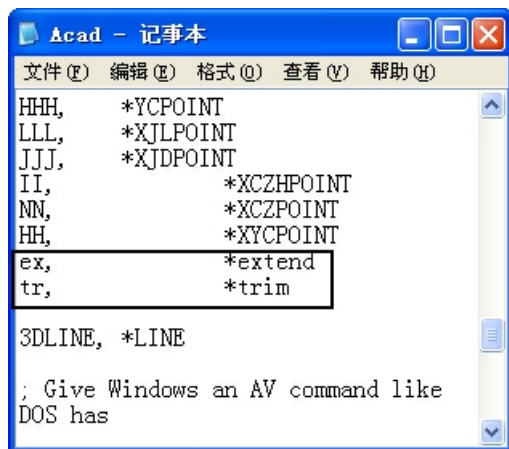 Acad - 记事本
文件(F) 编辑(E) 格式(O) 查看(V) 帮助(H)
HHH, *YCPOINT
LLL, *XJLPOINT
JJJ, *XJDPOINT
II, *XCZHPOINT
NN, *XCZPOINT
HH, *XYCPOINT
ex, *extend
tr, *trim
3DLINE, *LINE
; Give Windows an AV command like
DOS has